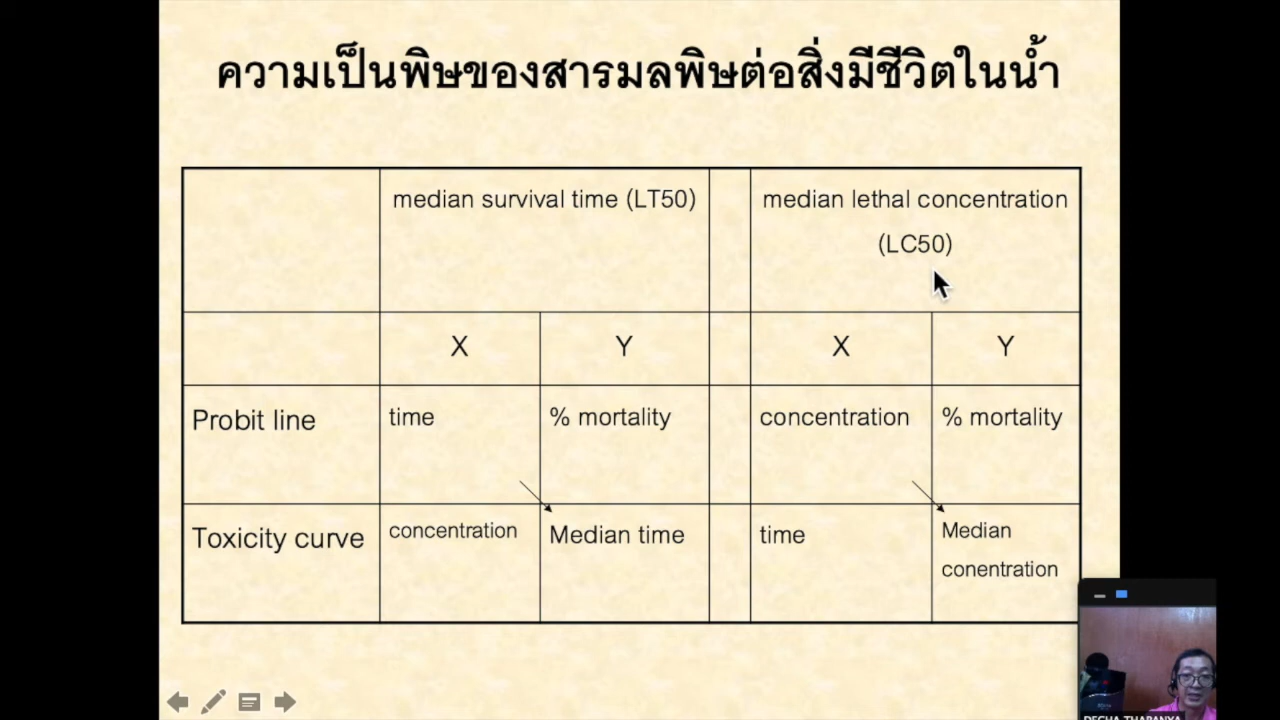 ความเป็นพิษของสารมลพิษต่อสิ่งมีชีวิตในน้ำ
median survival time (LT50)
median lethal concentration
(LC50)
X
Y
X
Y
Probit line
time
% mortality
concentration
% mortality
Toxicity curve
concentration
Median time
time
Median
conentration
DECHA THAPANYA